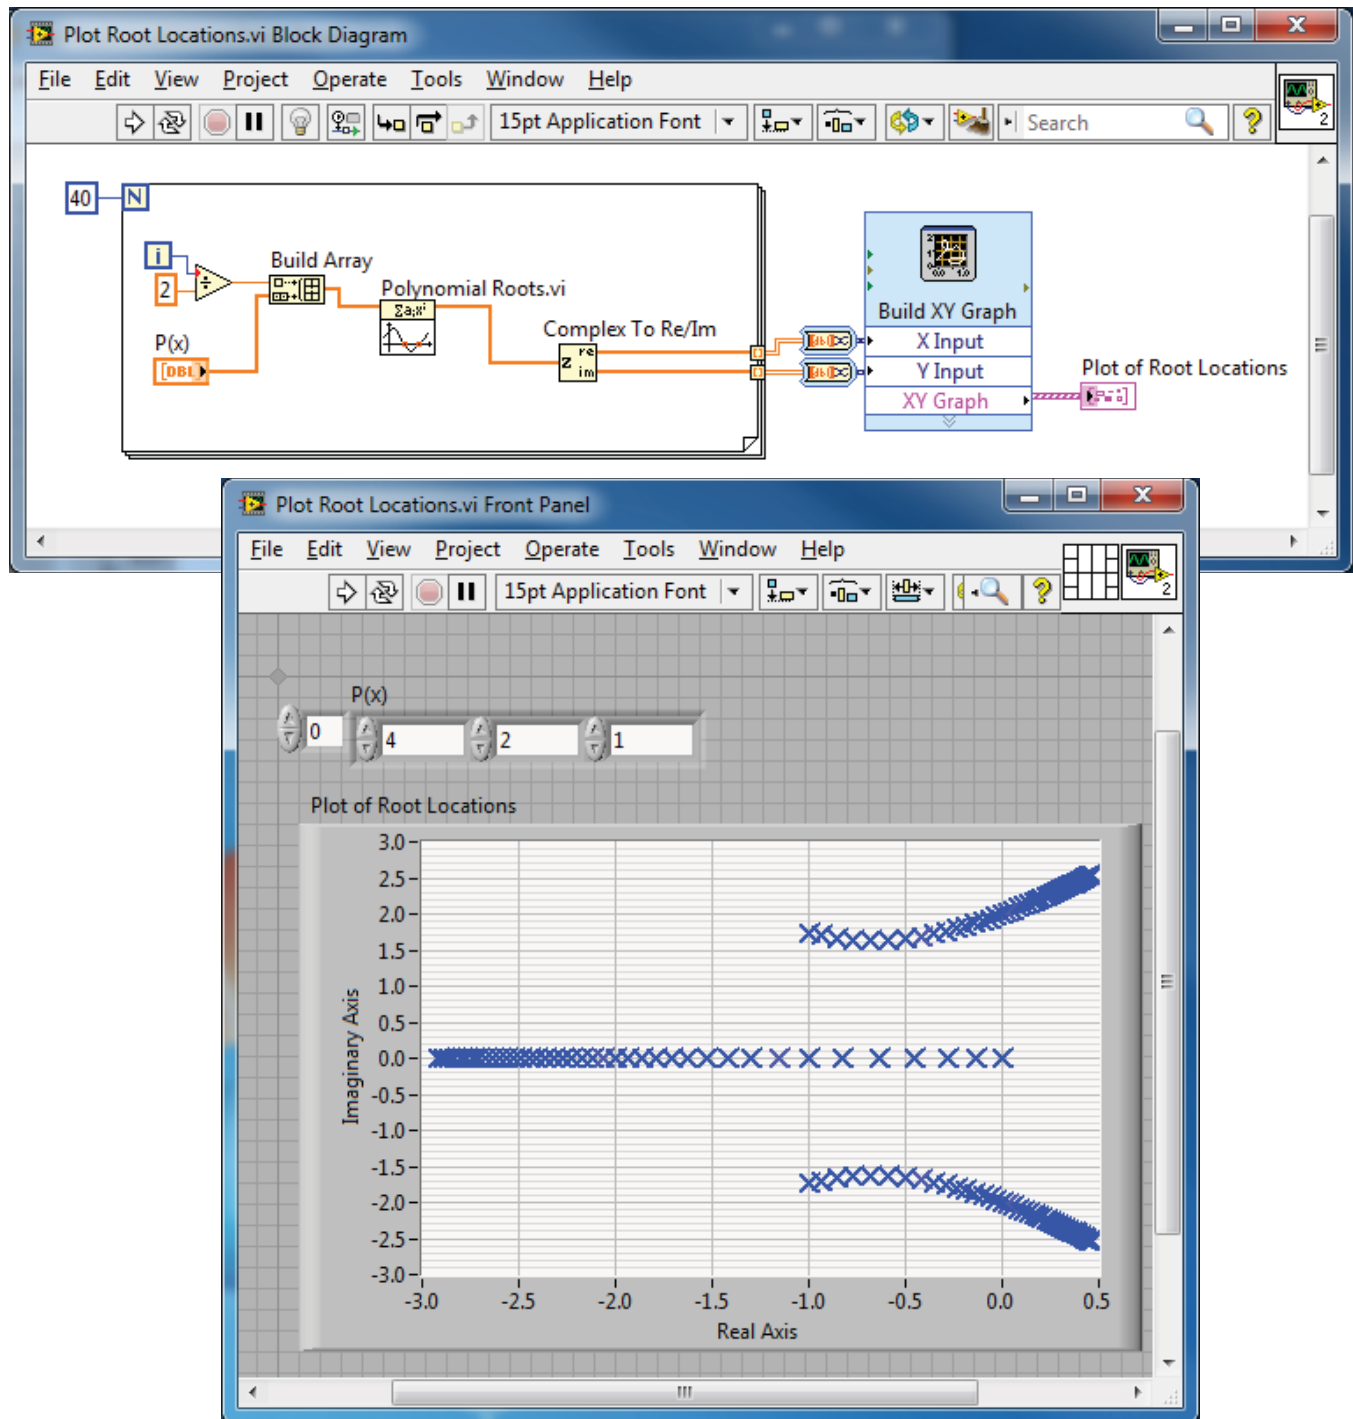 Plot Root Locations.vi Block Diagram
File Edit View Project Operate Tools Window Help
15pt Application Font Search
2
40 N
i
2
÷
Build Array
Polynomial Roots.vi
Σaᵢxⁱ
P(x)
[DBL]
Complex To Re/Im
z re im
Build XY Graph
X Input
Y Input
XY Graph
Plot of Root Locations
Plot Root Locations.vi Front Panel
File Edit View Project Operate Tools Window Help
15pt Application Font
2
P(x)
0 4 2 1
Plot of Root Locations
3.0
2.5
2.0
1.5
1.0
0.5
0.0
-0.5
-1.0
-1.5
-2.0
-2.5
-3.0
Imaginary Axis
-3.0 -2.5 -2.0 -1.5 -1.0 -0.5 0.0 0.5
Real Axis